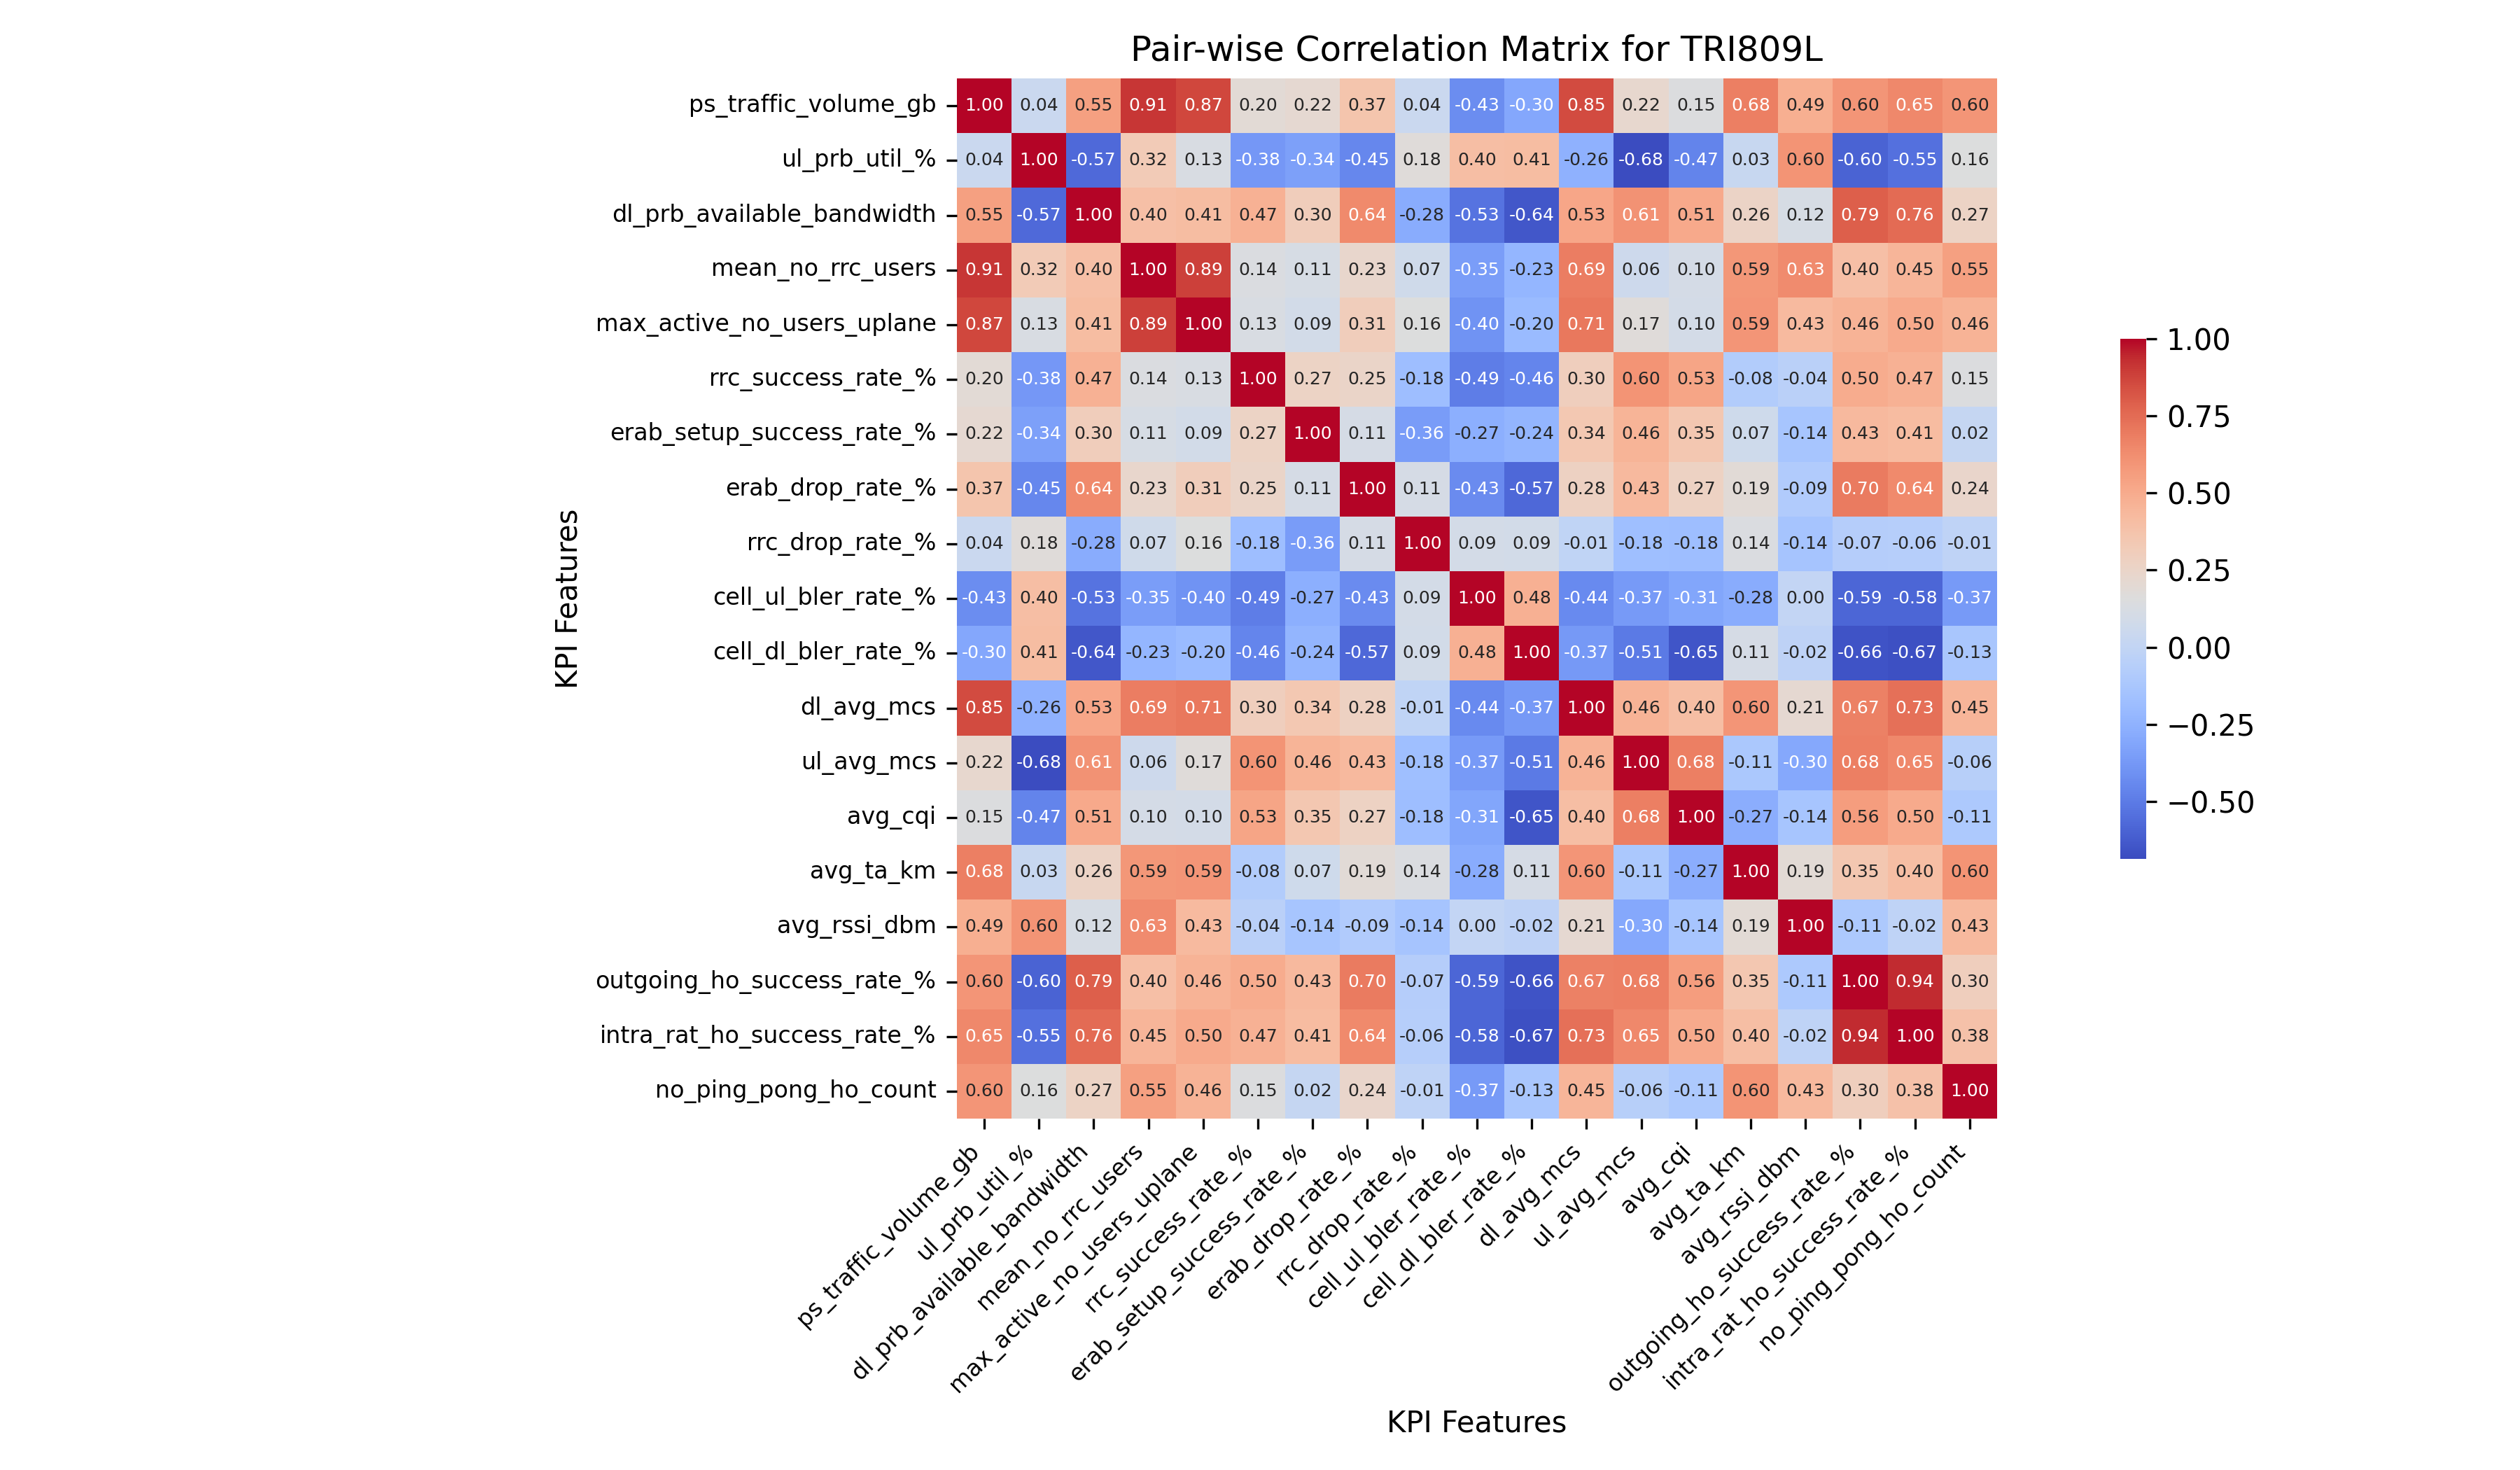 Pair-wise Correlation Matrix for TRI809L
ps_traffic_volume_gb 1.00 0.04 0.55 0.91 0.87 0.20 0.22 0.37 0.04 -0.43 -0.30 0.85 0.22 0.15 0.68 0.49 0.60 0.65 0.60
ul_prb_util_% 0.04 1.00 -0.57 0.32 0.13 -0.38 -0.34 -0.45 0.18 0.40 0.41 -0.26 -0.68 -0.47 0.03 0.60 -0.60 -0.55 0.16
dl_prb_available_bandwidth 0.55 -0.57 1.00 0.40 0.41 0.47 0.30 0.64 -0.28 -0.53 -0.64 0.53 0.61 0.51 0.26 0.12 0.79 0.76 0.27
mean_no_rrc_users 0.91 0.32 0.40 1.00 0.89 0.14 0.11 0.23 0.07 -0.35 -0.23 0.69 0.06 0.10 0.59 0.63 0.40 0.45 0.55
max_active_no_users_uplane 0.87 0.13 0.41 0.89 1.00 0.13 0.09 0.31 0.16 -0.40 -0.20 0.71 0.17 0.10 0.59 0.43 0.46 0.50 0.46
rrc_success_rate_% 0.20 -0.38 0.47 0.14 0.13 1.00 0.27 0.25 -0.18 -0.49 -0.46 0.30 0.60 0.53 -0.08 -0.04 0.50 0.47 0.15
erab_setup_success_rate_% 0.22 -0.34 0.30 0.11 0.09 0.27 1.00 0.11 -0.36 -0.27 -0.24 0.34 0.46 0.35 0.07 -0.14 0.43 0.41 0.02
erab_drop_rate_% 0.37 -0.45 0.64 0.23 0.31 0.25 0.11 1.00 0.11 -0.43 -0.57 0.28 0.43 0.27 0.19 -0.09 0.70 0.64 0.24
rrc_drop_rate_% 0.04 0.18 -0.28 0.07 0.16 -0.18 -0.36 0.11 1.00 0.09 0.09 -0.01 -0.18 -0.18 0.14 -0.14 -0.07 -0.06 -0.01
cell_ul_bler_rate_% -0.43 0.40 -0.53 -0.35 -0.40 -0.49 -0.27 -0.43 0.09 1.00 0.48 -0.44 -0.37 -0.31 -0.28 0.00 -0.59 -0.58 -0.37
cell_dl_bler_rate_% -0.30 0.41 -0.64 -0.23 -0.20 -0.46 -0.24 -0.57 0.09 0.48 1.00 -0.37 -0.51 -0.65 0.11 -0.02 -0.66 -0.67 -0.13
dl_avg_mcs 0.85 -0.26 0.53 0.69 0.71 0.30 0.34 0.28 -0.01 -0.44 -0.37 1.00 0.46 0.40 0.60 0.21 0.67 0.73 0.45
ul_avg_mcs 0.22 -0.68 0.61 0.06 0.17 0.60 0.46 0.43 -0.18 -0.37 -0.51 0.46 1.00 0.68 -0.11 -0.30 0.68 0.65 -0.06
avg_cqi 0.15 -0.47 0.51 0.10 0.10 0.53 0.35 0.27 -0.18 -0.31 -0.65 0.40 0.68 1.00 -0.27 -0.14 0.56 0.50 -0.11
avg_ta_km 0.68 0.03 0.26 0.59 0.59 -0.08 0.07 0.19 0.14 -0.28 0.11 0.60 -0.11 -0.27 1.00 0.19 0.35 0.40 0.60
avg_rssi_dbm 0.49 0.60 0.12 0.63 0.43 -0.04 -0.14 -0.09 -0.14 0.00 -0.02 0.21 -0.30 -0.14 0.19 1.00 -0.11 -0.02 0.43
outgoing_ho_success_rate_% 0.60 -0.60 0.79 0.40 0.46 0.50 0.43 0.70 -0.07 -0.59 -0.66 0.67 0.68 0.56 0.35 -0.11 1.00 0.94 0.30
intra_rat_ho_success_rate_% 0.65 -0.55 0.76 0.45 0.50 0.47 0.41 0.64 -0.06 -0.58 -0.67 0.73 0.65 0.50 0.40 -0.02 0.94 1.00 0.38
no_ping_pong_ho_count 0.60 0.16 0.27 0.55 0.46 0.15 0.02 0.24 -0.01 -0.37 -0.13 0.45 -0.06 -0.11 0.60 0.43 0.30 0.38 1.00
KPI Features
ps_traffic_volume_gb
ul_prb_util_%
dl_prb_available_bandwidth
mean_no_rrc_users
max_active_no_users_uplane
rrc_success_rate_%
erab_setup_success_rate_%
erab_drop_rate_%
rrc_drop_rate_%
cell_ul_bler_rate_%
cell_dl_bler_rate_%
dl_avg_mcs
ul_avg_mcs
avg_cqi
avg_ta_km
avg_rssi_dbm
outgoing_ho_success_rate_%
intra_rat_ho_success_rate_%
no_ping_pong_ho_count
KPI Features
1.00
0.75
0.50
0.25
0.00
−0.25
−0.50